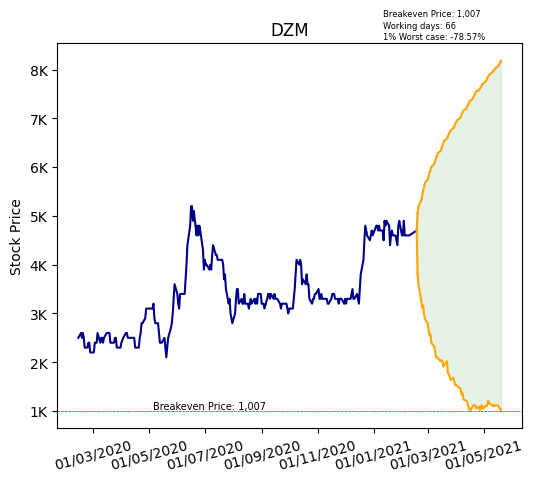 Breakeven Price: 1,007
Working days: 66
1% Worst case: -78.57%
DZM
Stock Price
8K
7K
6K
5K
4K
3K
2K
1K
Breakeven Price: 1,007
01/03/2020
01/05/2020
01/07/2020
01/09/2020
01/11/2020
01/01/2021
01/03/2021
01/05/2021